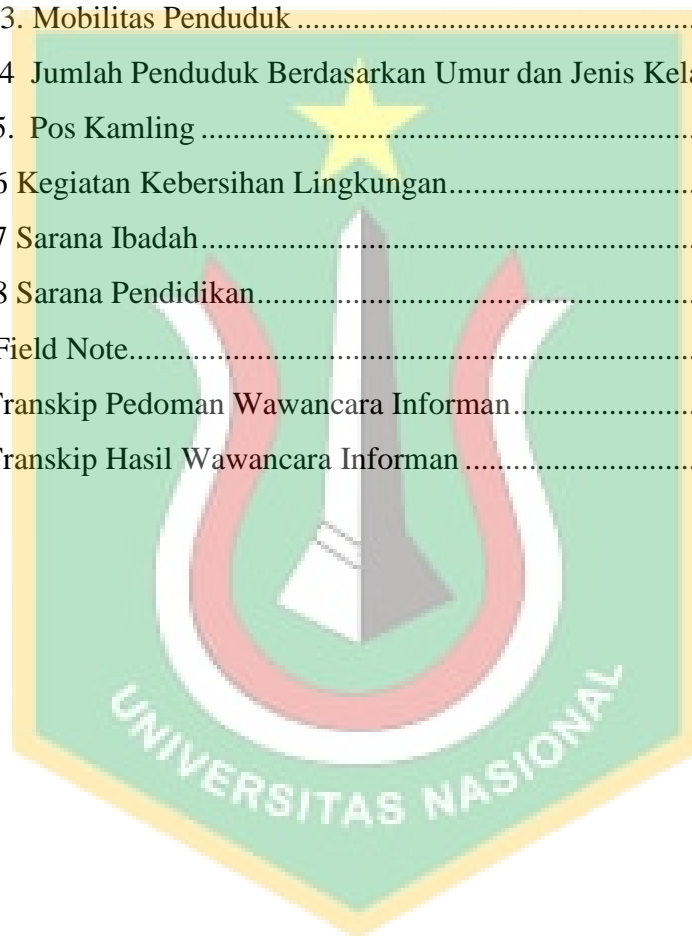 3. Mobilitas Penduduk ..........................................................
4 Jumlah Penduduk Berdasarkan Umur dan Jenis Kela
5. Pos Kamling ......................................................................
6 Kegiatan Kebersihan Lingkungan.......................................
7 Sarana Ibadah......................................................................
8 Sarana Pendidikan...............................................................
Field Note...............................................................................
Transkip Pedoman Wawancara Informan.............................
Transkip Hasil Wawancara Informan ...................................
UNIVERSITAS NASIONAL